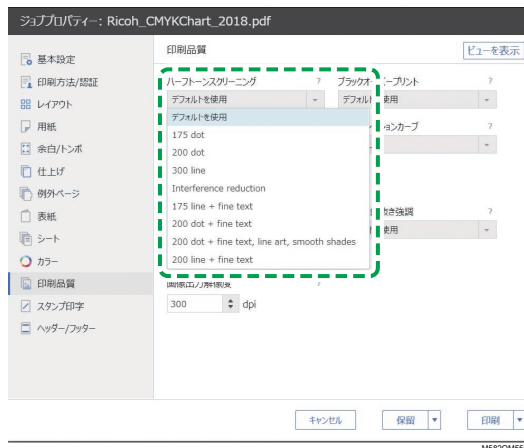 ジョブプロパティー: Ricoh_CMYKChart_2018.pdf
基本設定
印刷方法/認証
レイアウト
用紙
余白/トンボ
仕上げ
例外ページ
表紙
シート
カラー
印刷品質
スタンプ印字
ヘッダー/フッター
印刷品質
ビューを表示
ハーフトーンスクリーニング ?
デフォルトを使用
デフォルトを使用
175 dot
200 dot
300 line
Interference reduction
175 line + fine text
200 dot + fine text
200 dot + fine text, line art, smooth shades
200 line + fine text
ブラックオ ープリント ?
デフォル 使用
ションカーブ ?
抜き強調 ?
使用
画像出力解像度 ?
300 dpi
キャンセル
保留
印刷